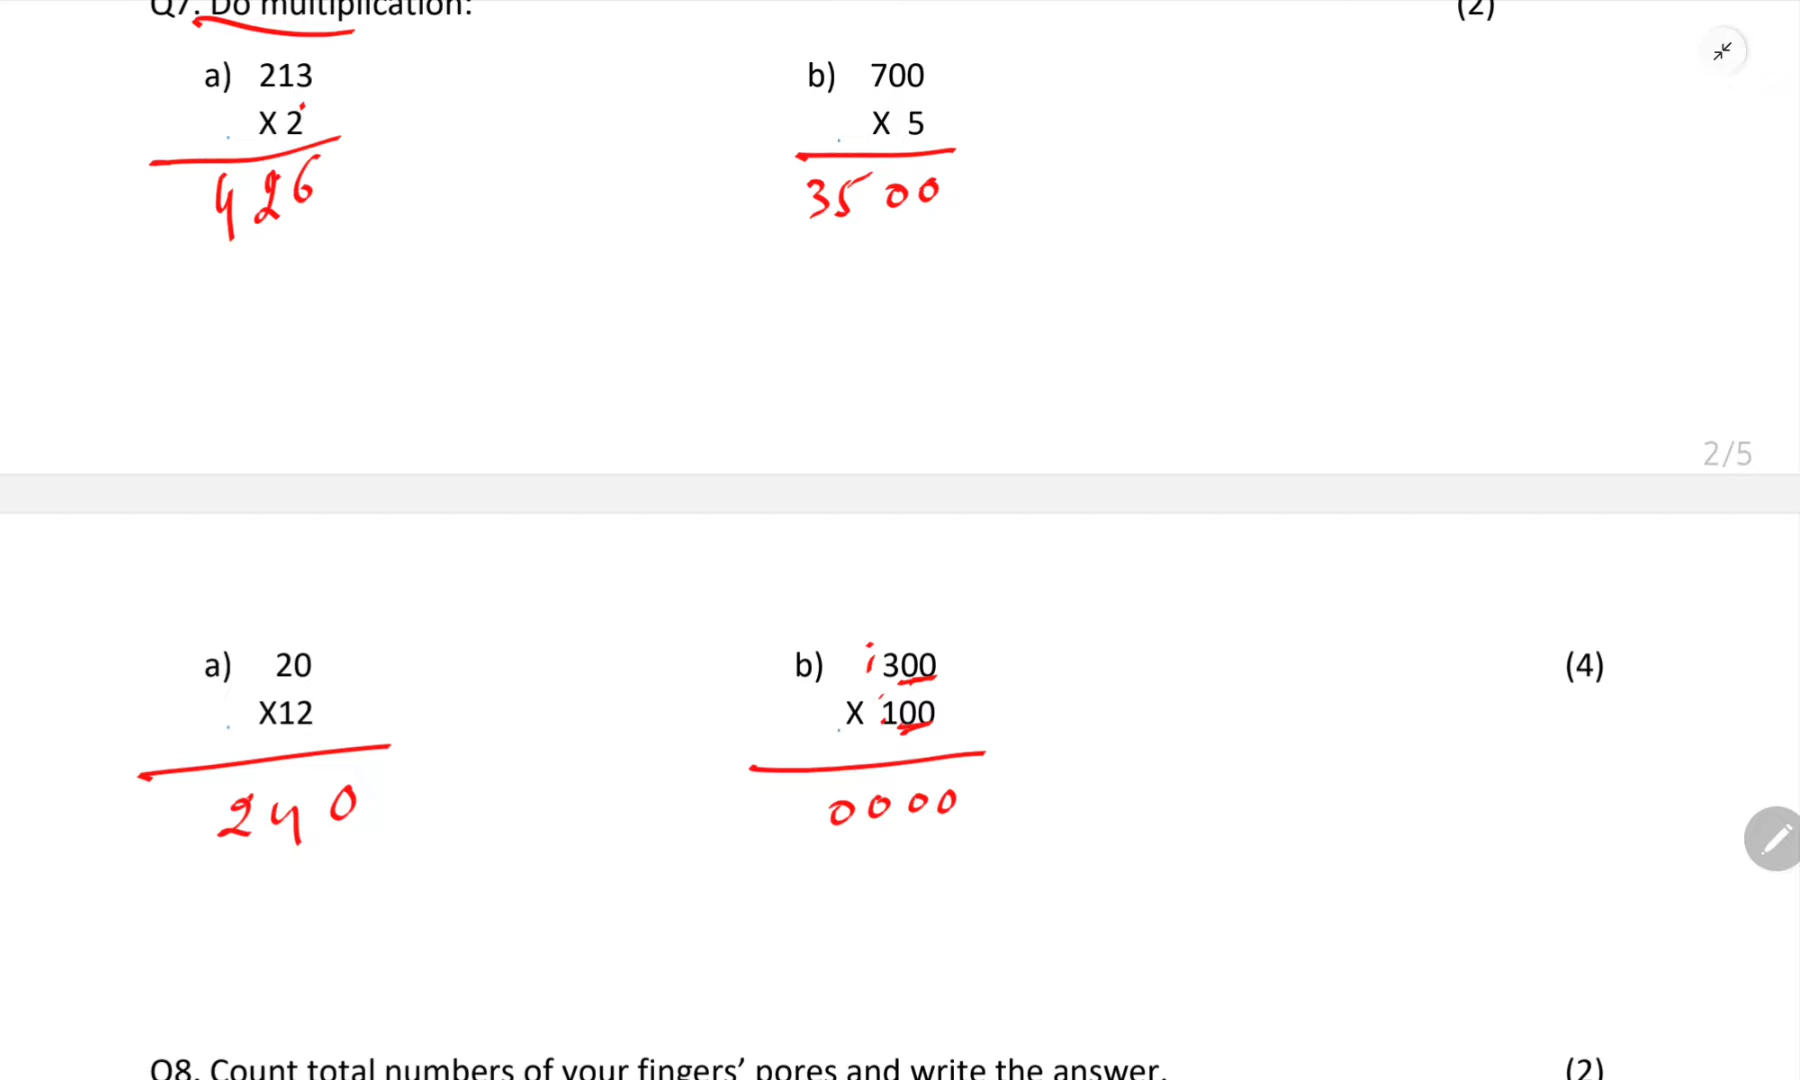 Q7. Do multiplication: (2)
a) 213 b) 700
X 2 X 5
426 3500
2/5
a) 20 b) 300 (4)
X12 X 100
240 0000
Q8. Count total numbers of your fingers’ pores and write the answer. (2)